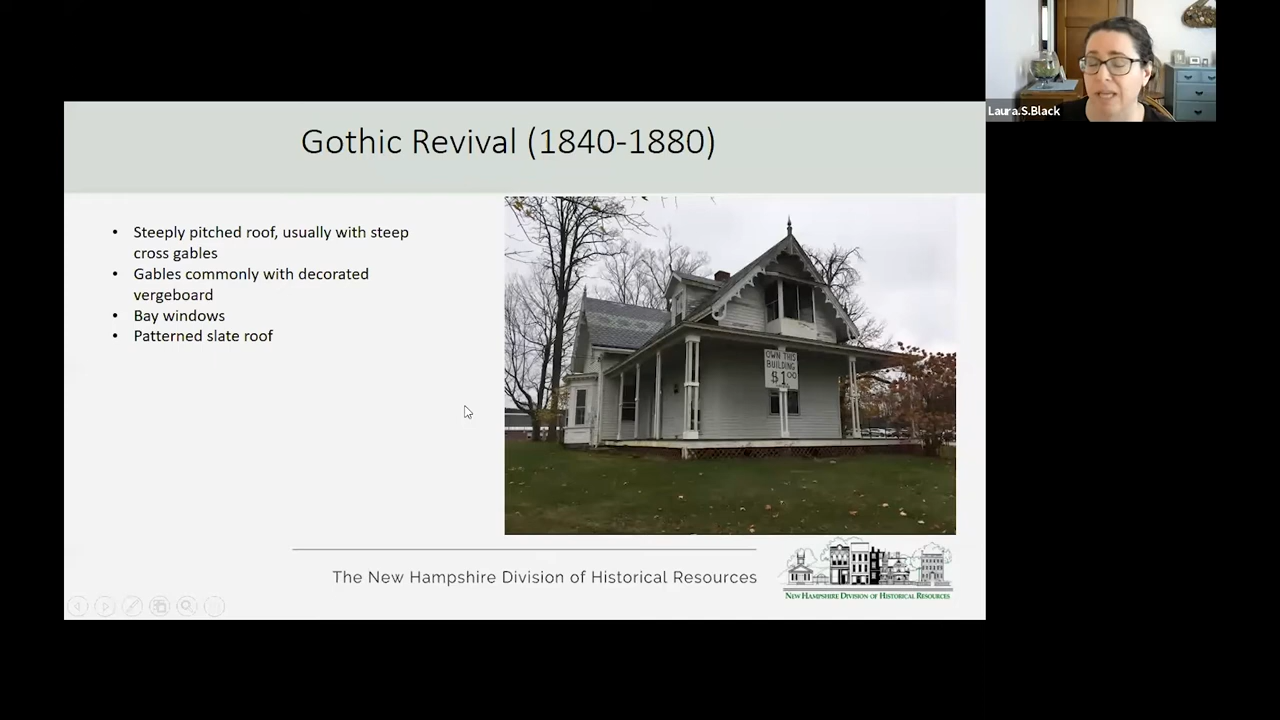 Laura.S.Black
Gothic Revival (1840-1880)
• Steeply pitched roof, usually with steep
cross gables
• Gables commonly with decorated
vergeboard
• Bay windows
• Patterned slate roof
OWN THIS
BUILDING
$1.00
The New Hampshire Division of Historical Resources
NEW HAMPSHIRE DIVISION OF HISTORICAL RESOURCES